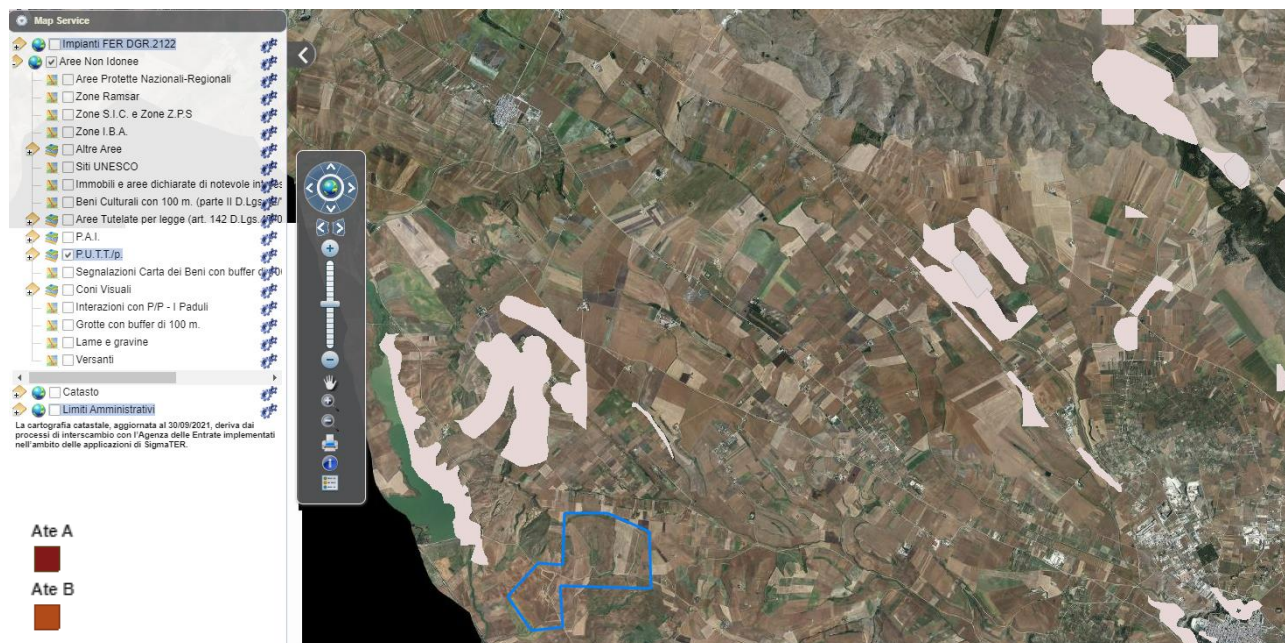 Map Service
Impianti FER DGR.2122
Aree Non Idonee
Aree Protette Nazionali-Regionali
Zone Ramsar
Zone S.I.C. e Zone Z.P.S
Zone I.B.A.
Altre Aree
Siti UNESCO
Immobili e aree dichiarate di notevole
Beni Culturali con 100 m. (parte II D.Lgs.
Aree Tutelate per legge (art. 142 D.Lgs.
P.A.I.
P.U.T.T./p.
Segnalazioni Carta dei Beni con buffer
Coni Visuali
Interazioni con P/P - I Paduli
Grotte con buffer di 100 m.
Lame e gravine
Versanti
Catasto
Limiti Amministrativi
La cartografia catastale, aggiornata al 30/09/2021, deriva dai
processi di interscambio con l'Agenzia delle Entrate implementati
nell'ambito delle applicazioni di SigmaTER.
Ate A
Ate B